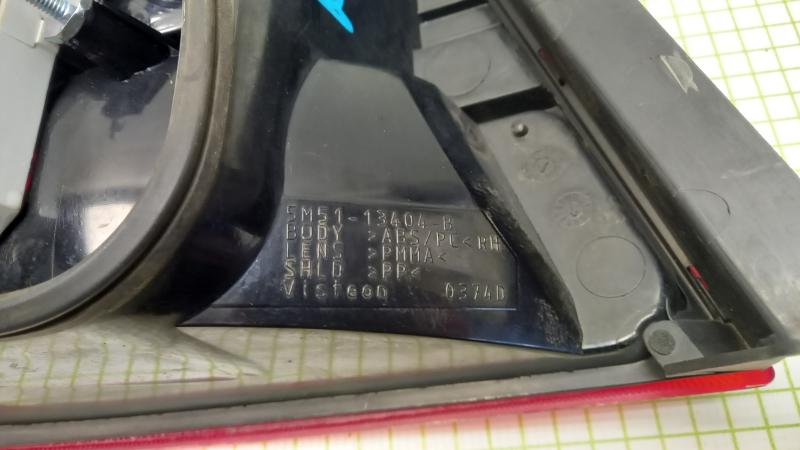 5M51-13404-B
BODY >ABS/PC< RH
LENS >PMMA<
SHLD >PP<
Visteon 0374D